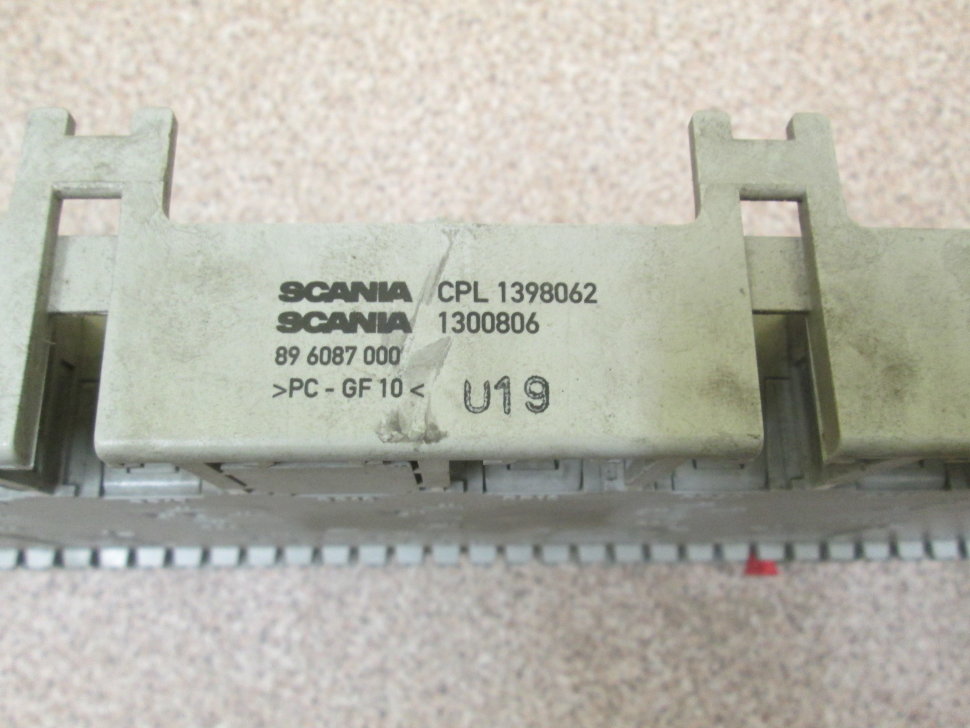 SCANIA CPL 1398062
SCANIA 1300806
89 6087 000
>PC - GF 10 < U19